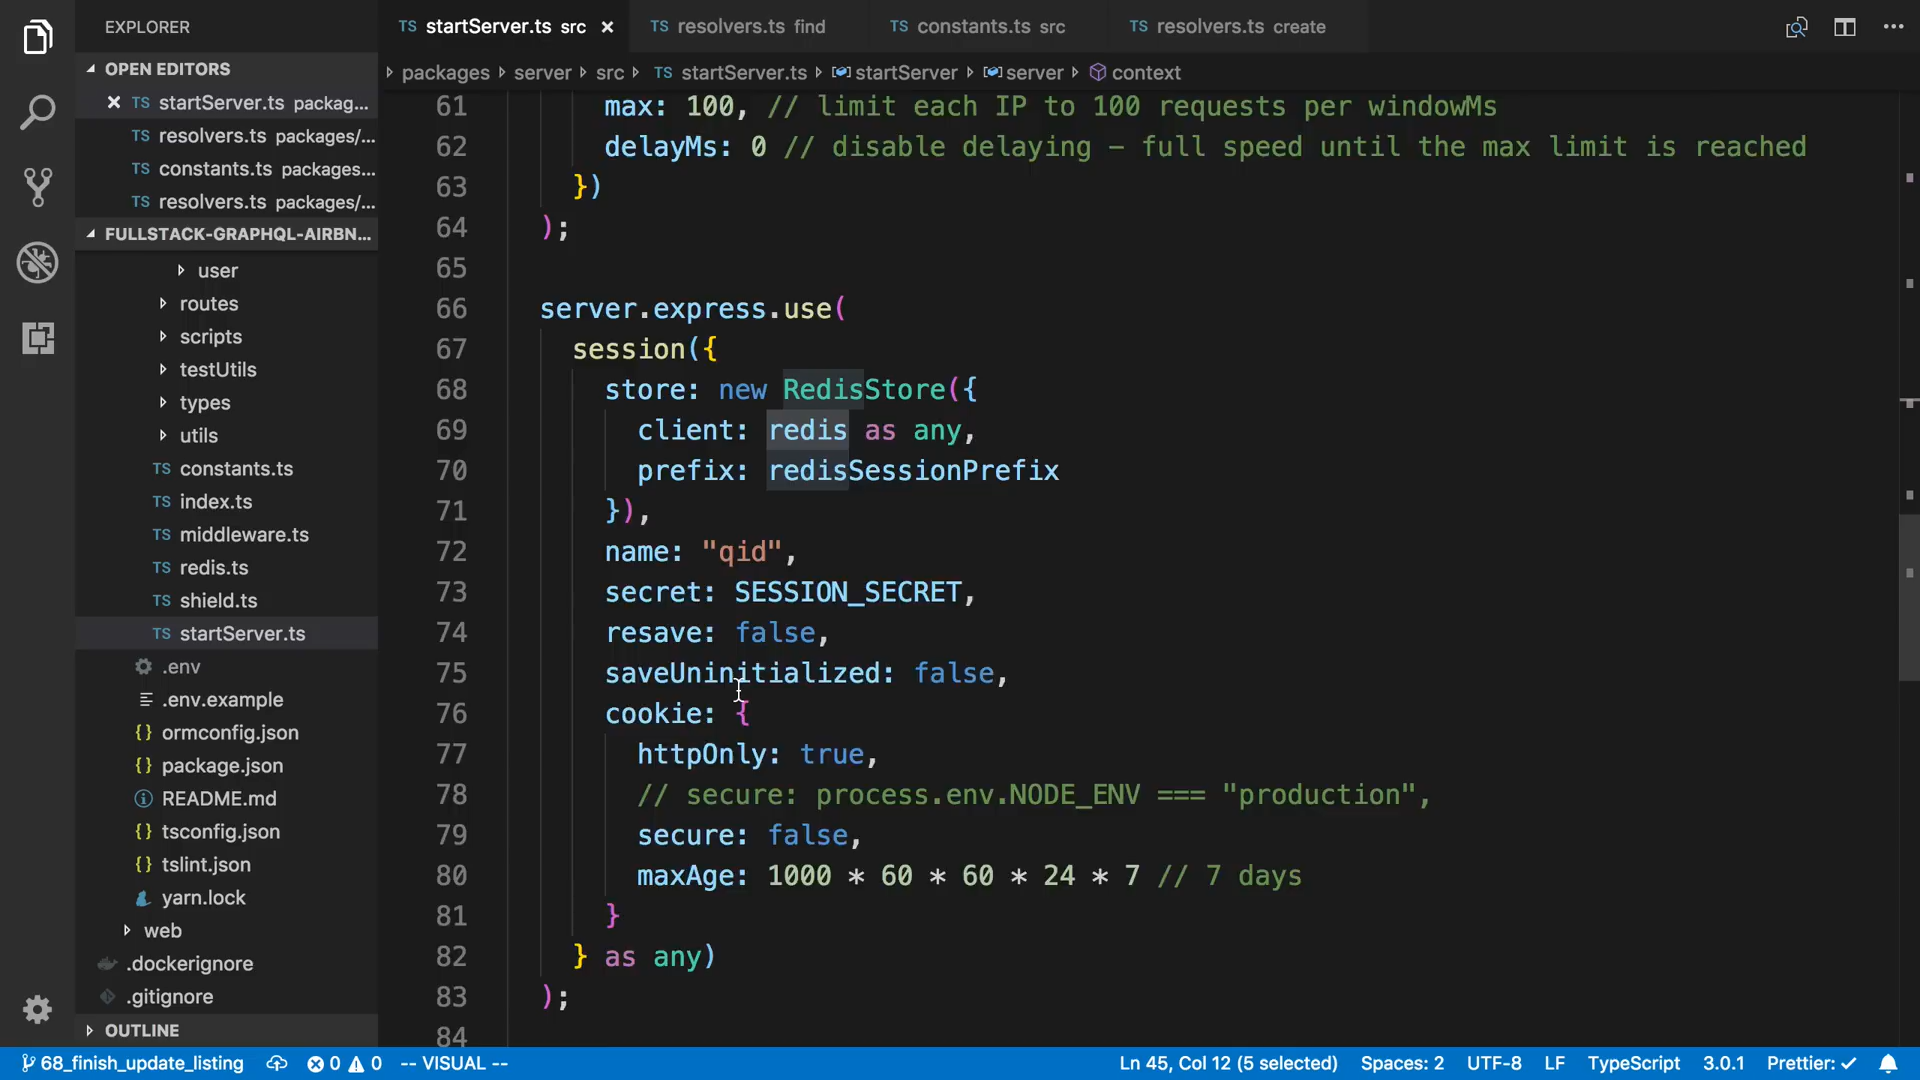 EXPLORER
TS startServer.ts src ×
TS resolvers.ts find
TS constants.ts src
TS resolvers.ts create
OPEN EDITORS
× TS startServer.ts packag...
TS resolvers.ts packages/...
TS constants.ts packages...
TS resolvers.ts packages/...
FULLSTACK-GRAPHQL-AIRBN...
user
routes
scripts
testUtils
types
utils
TS constants.ts
TS index.ts
TS middleware.ts
TS redis.ts
TS shield.ts
TS startServer.ts
.env
.env.example
{} ormconfig.json
{} package.json
README.md
{} tsconfig.json
{} tslint.json
yarn.lock
web
.dockerignore
.gitignore
OUTLINE
packages server src TS startServer.ts startServer server context
61 max: 100, // limit each IP to 100 requests per windowMs
62 delayMs: 0 // disable delaying – full speed until the max limit is reached
63 })
64 );
65
66 server.express.use(
67 session({
68 store: new RedisStore({
69 client: redis as any,
70 prefix: redisSessionPrefix
71 }),
72 name: "qid",
73 secret: SESSION_SECRET,
74 resave: false,
75 saveUninitialized: false,
76 cookie: {
77 httpOnly: true,
78 // secure: process.env.NODE_ENV === "production",
79 secure: false,
80 maxAge: 1000 * 60 * 60 * 24 * 7 // 7 days
81 }
82 } as any)
83 );
84
68_finish_update_listing 0 0 -- VISUAL -- Ln 45, Col 12 (5 selected) Spaces: 2 UTF-8 LF TypeScript 3.0.1 Prettier: ✓